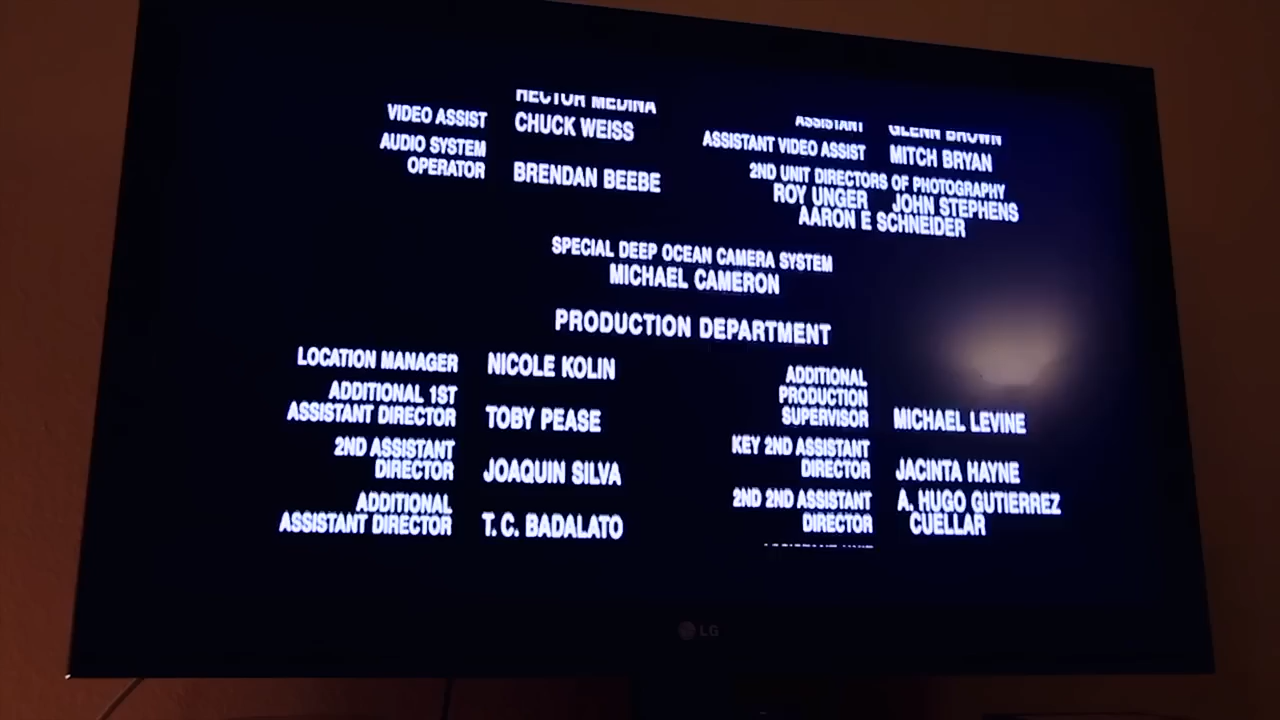 HECTOR MEDINA
VIDEO ASSIST CHUCK WEISS
AUDIO SYSTEM
OPERATOR BRENDAN BEEBE
ASSISTANT GLENN BROWN
ASSISTANT VIDEO ASSIST MITCH BRYAN
2ND UNIT DIRECTORS OF PHOTOGRAPHY
ROY UNGER JOHN STEPHENS
AARON E SCHNEIDER
SPECIAL DEEP OCEAN CAMERA SYSTEM
MICHAEL CAMERON
PRODUCTION DEPARTMENT
LOCATION MANAGER NICOLE KOLIN
ADDITIONAL 1ST
ASSISTANT DIRECTOR TOBY PEASE
2ND ASSISTANT
DIRECTOR JOAQUIN SILVA
ADDITIONAL
ASSISTANT DIRECTOR T. C. BADALATO
ADDITIONAL
PRODUCTION
SUPERVISOR MICHAEL LEVINE
KEY 2ND ASSISTANT
DIRECTOR JACINTA HAYNE
2ND 2ND ASSISTANT A. HUGO GUTIERREZ
DIRECTOR CUELLAR
LG